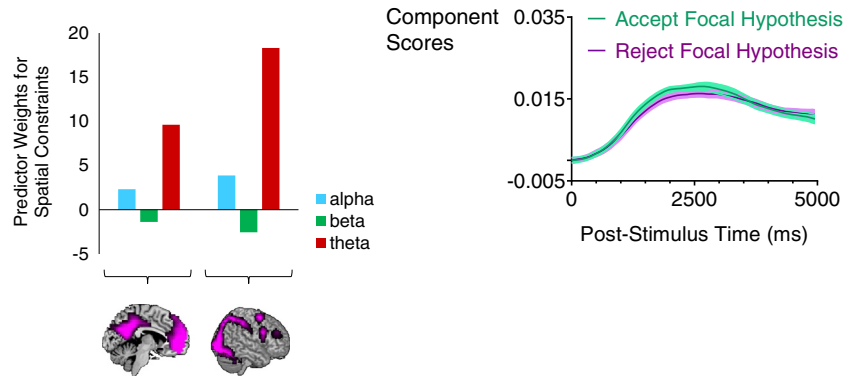 Predictor Weights for
Spatial Constraints
20
15
10
5
0
-5
alpha
beta
theta
Component
Scores
0.035
0.015
-0.005
Accept Focal Hypothesis
Reject Focal Hypothesis
0
2500
5000
Post-Stimulus Time (ms)